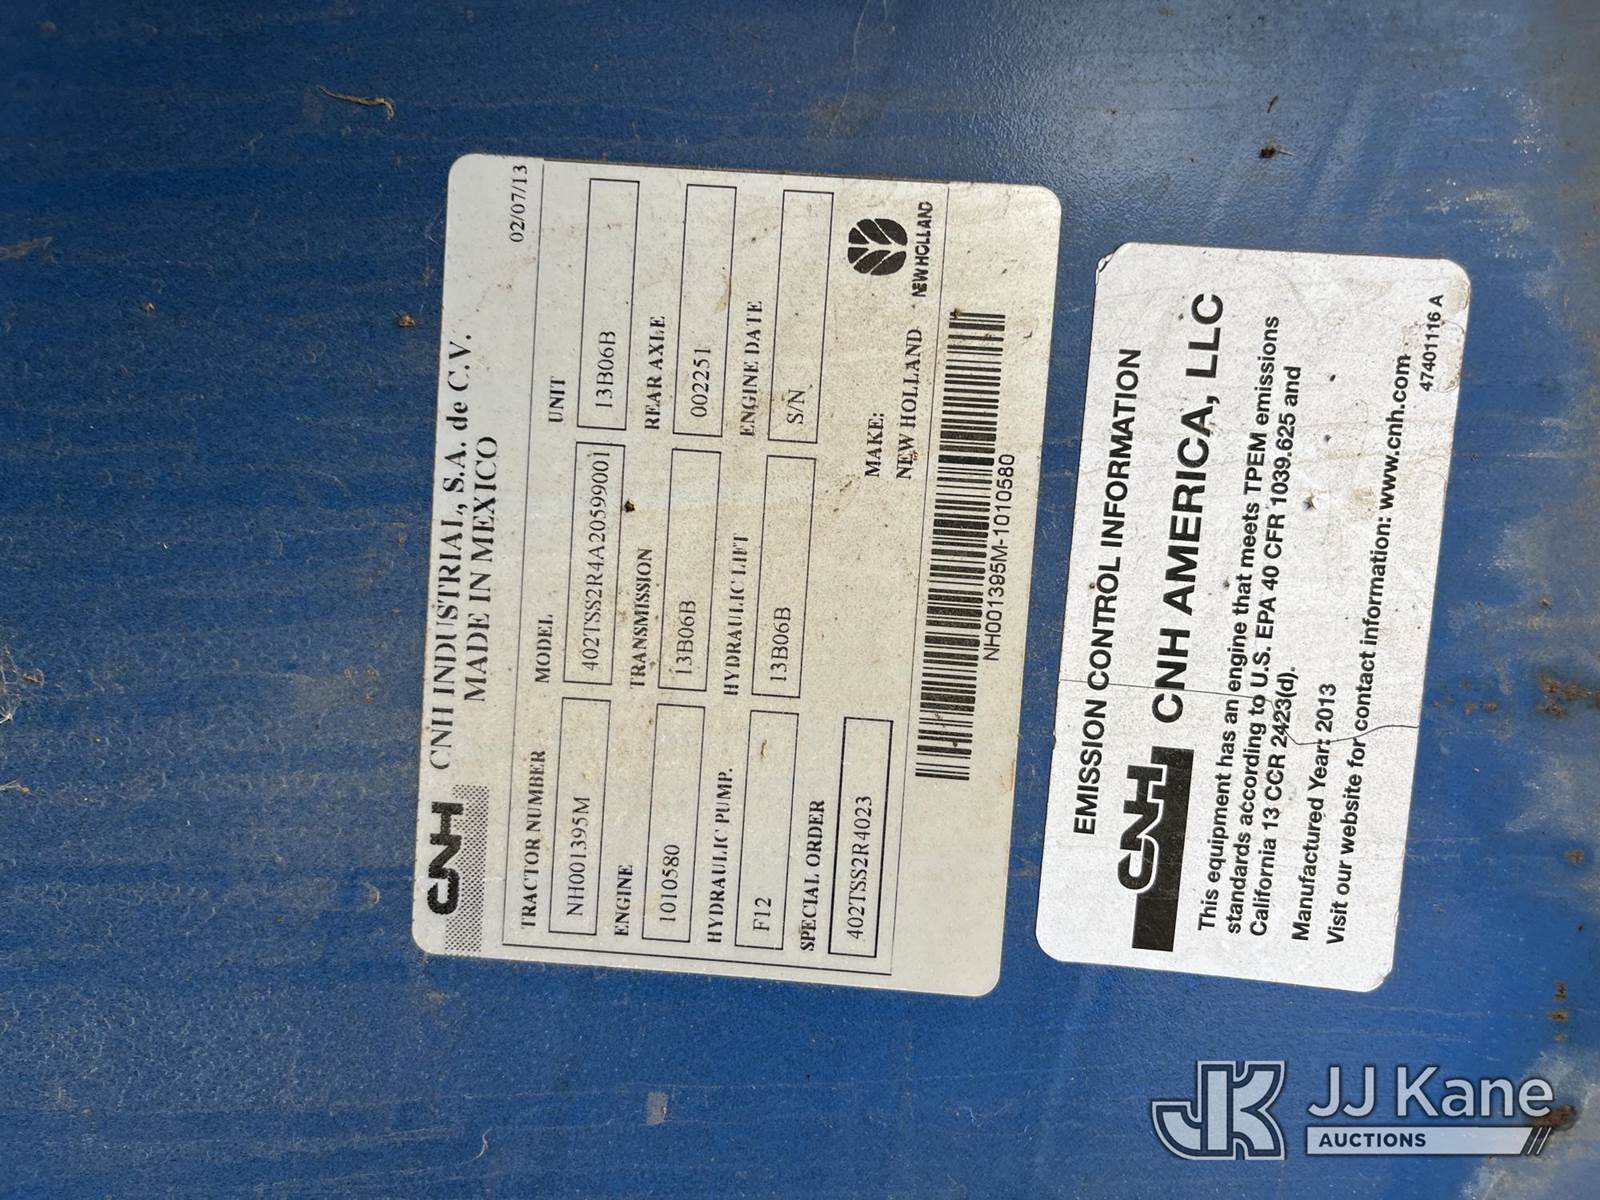 CNH CNH INDUSTRIAL, S.A. de C.V.
MADE IN MEXICO
02/07/13
TRACTOR NUMBER MODEL UNIT
NH001395M 402TSS2R4A2059900I 13B06B
ENGINE TRANSMISSION REAR AXLE
1010580 13B06B 002251
HYDRAULIC PUMP. HYDRAULIC LIFT ENGINE DATE
F12 13B06B S/N
SPECIAL ORDER
402TSS2R4023
MAKE:
NEW HOLLAND
NEW HOLLAND
NH001395M-1010580
EMISSION CONTROL INFORMATION
CNH CNH AMERICA, LLC
This equipment has an engine that meets TPEM emissions
standards according to U.S. EPA 40 CFR 1039.625 and
California 13 CCR 2423(d).
Manufactured Year: 2013
Visit our website for contact information: www.cnh.com
47401116 A
JK JJ Kane
AUCTIONS